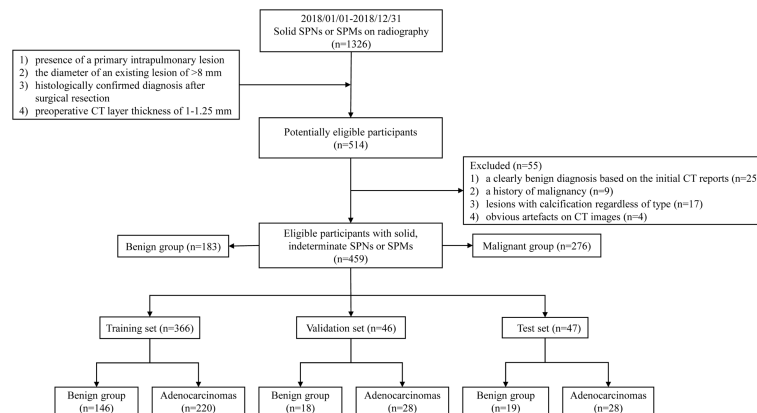 2018/01/01-2018/12/31
Solid SPNs or SPMs on radiography
(n=1326)
1) presence of a primary intrapulmonary lesion
2) the diameter of an existing lesion of >8 mm
3) histologically confirmed diagnosis after
surgical resection
4) preoperative CT layer thickness of 1-1.25 mm
Potentially eligible participants
(n=514)
Excluded (n=55)
1) a clearly benign diagnosis based on the initial CT reports (n=25
2) a history of malignancy (n=9)
3) lesions with calcification regardless of type (n=17)
4) obvious artefacts on CT images (n=4)
Eligible participants with solid,
indeterminate SPNs or SPMs
(n=459)
Benign group (n=183)
Malignant group (n=276)
Training set (n=366)
Validation set (n=46)
Test set (n=47)
Benign group
(n=146)
Adenocarcinomas
(n=220)
Benign group
(n=18)
Adenocarcinomas
(n=28)
Benign group
(n=19)
Adenocarcinomas
(n=28)